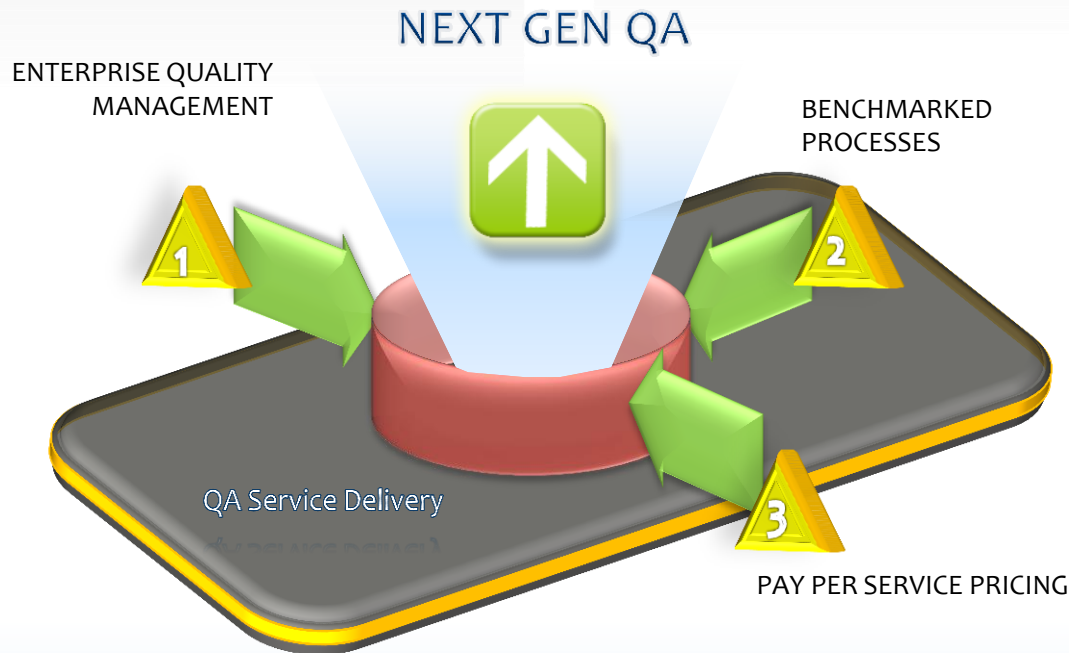 NEXT GEN QA
ENTERPRISE QUALITY
MANAGEMENT
BENCHMARKED
PROCESSES
1
2
QA Service Delivery
3
PAY PER SERVICE PRICING